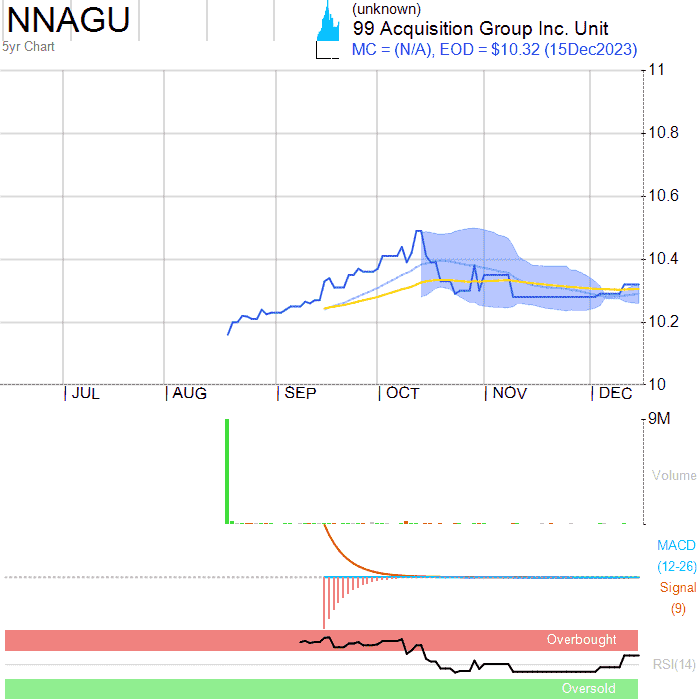 NNAGU
5yr Chart
(unknown)
99 Acquisition Group Inc. Unit
MC = (N/A), EOD = $10.32 (15Dec2023)
11
10.8
10.6
10.4
10.2
10
JUL AUG SEP OCT NOV DEC
9M
Volume
MACD
(12-26)
Signal
(9)
Overbought
RSI(14)
Oversold